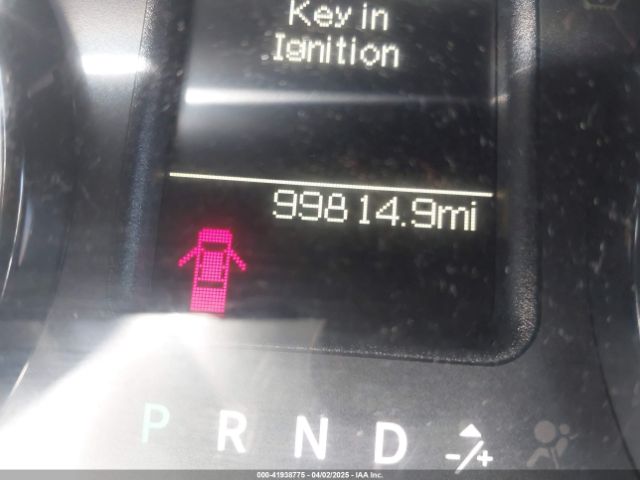 Key in
Ignition
99814.9mi
P R N D -/+
000-41938775 - 04/02/2025 - IAA Inc.